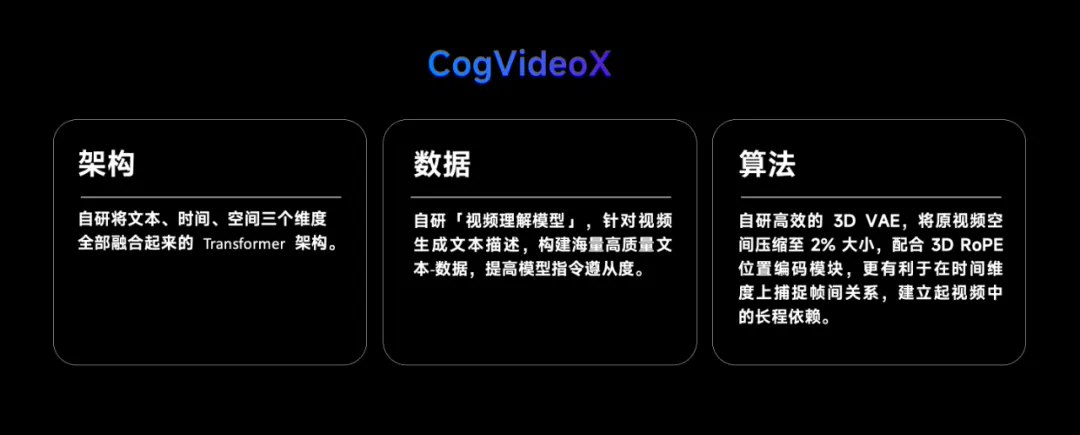 CogVideoX
架构
自研将文本、时间、空间三个维度
全部融合起来的 Transformer 架构。
数据
自研「视频理解模型」，针对视频
生成文本描述，构建海量高质量文
本-数据，提高模型指令遵从度。
算法
自研高效的 3D VAE，将原视频空
间压缩至 2% 大小，配合 3D RoPE
位置编码模块，更有利于在时间维
度上捕捉帧间关系，建立起视频中
的长程依赖。